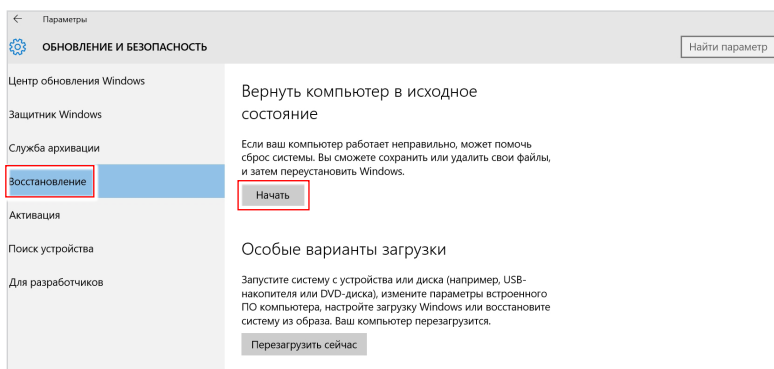 Параметры
ОБНОВЛЕНИЕ И БЕЗОПАСНОСТЬ
Найти параметр
Центр обновления Windows
Защитник Windows
Служба архивации
Восстановление
Активация
Поиск устройства
Для разработчиков
Вернуть компьютер в исходное
состояние
Если ваш компьютер работает неправильно, может помочь
сброс системы. Вы сможете сохранить или удалить свои файлы,
и затем переустановить Windows.
Начать
Особые варианты загрузки
Запустите систему с устройства или диска (например, USB-
накопителя или DVD-диска), измените параметры встроенного
ПО компьютера, настройте загрузку Windows или восстановите
систему из образа. Ваш компьютер перезагрузится.
Перезагрузить сейчас